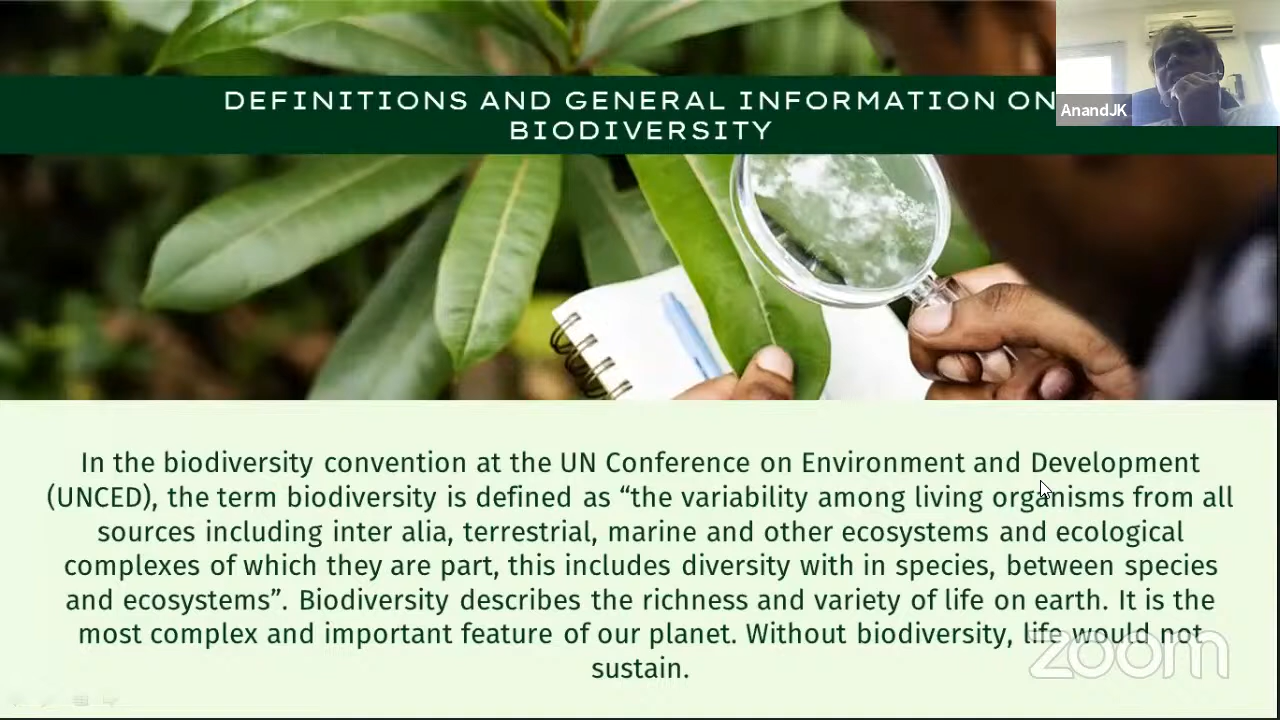 DEFINITIONS AND GENERAL INFORMATION ON
BIODIVERSITY
AnandJK
In the biodiversity convention at the UN Conference on Environment and Development
(UNCED), the term biodiversity is defined as “the variability among living organisms from all
sources including inter alia, terrestrial, marine and other ecosystems and ecological
complexes of which they are part, this includes diversity with in species, between species
and ecosystems”. Biodiversity describes the richness and variety of life on earth. It is the
most complex and important feature of our planet. Without biodiversity, life would not
sustain.
zoom